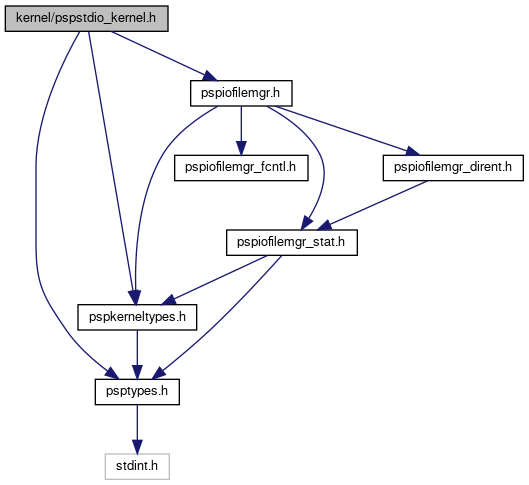 kernel/pspstdio_kernel.h
pspiofilemgr.h
pspiofilemgr_fcntl.h
pspiofilemgr_dirent.h
pspiofilemgr_stat.h
pspkerneltypes.h
psptypes.h
stdint.h